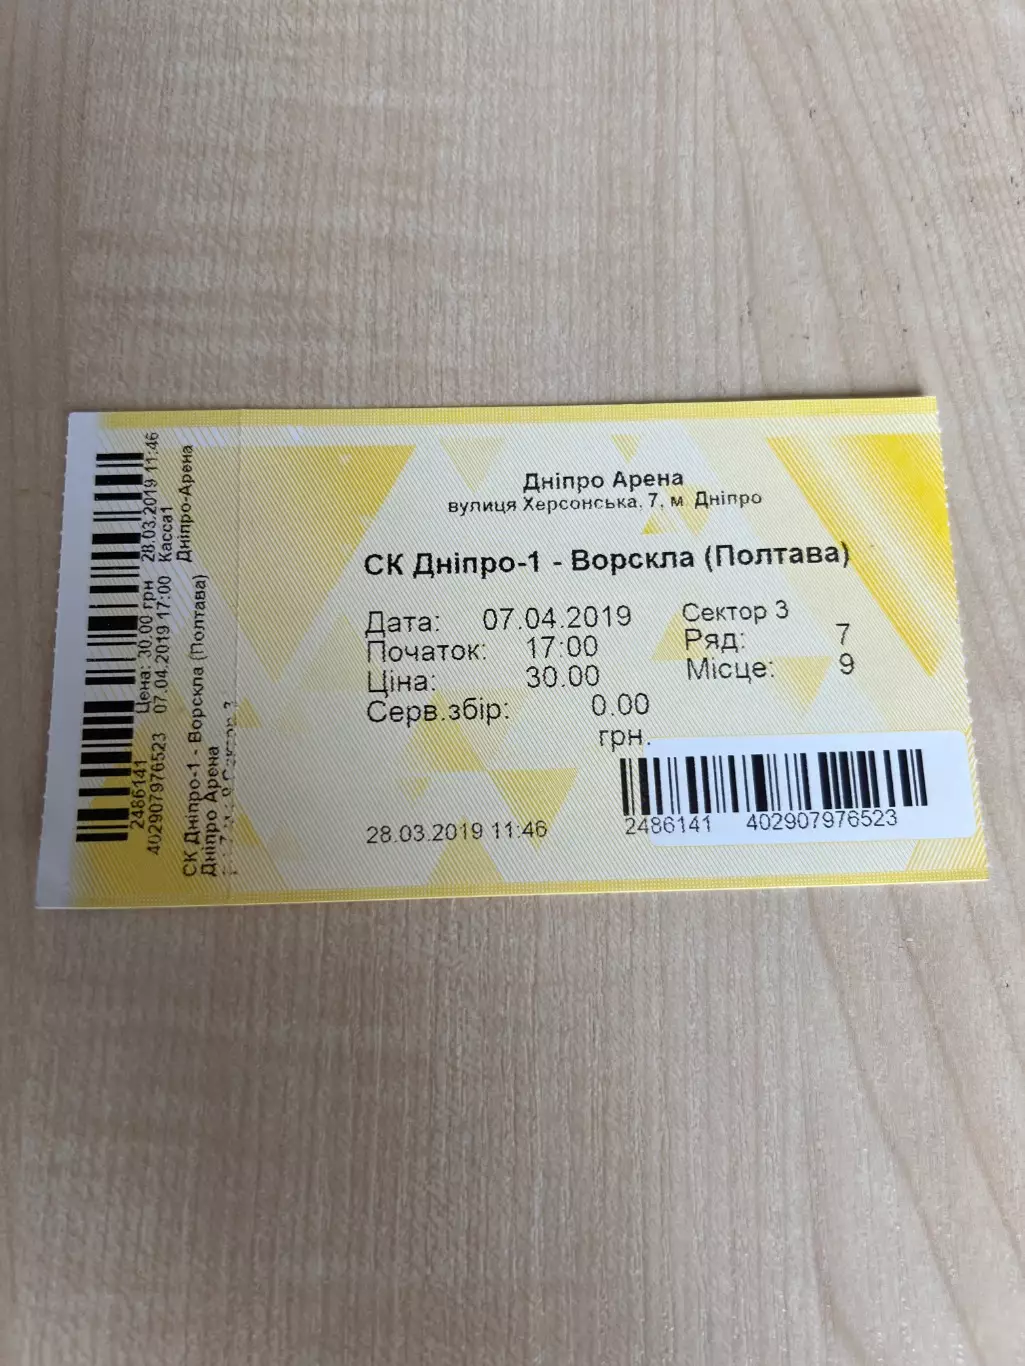 Дніпро Арена
вулиця Херсонська, 7, м Дніпро
СК Дніпро-1 - Ворскла (Полтава)
Дата: 07.04.2019
Початок: 17:00
Ціна: 30.00
Серв.збір: 0.00
грн.
Сектор 3
Ряд: 7
Місце: 9
28.03.2019 11:46
2486141 402907976523
2486141 Цена: 30,00 грн 28.03.2019 11:46
402907976523 07.04.2019 17:00 Касса1
Дніпро-Арена
СК Дніпро-1 - Ворскла (Полтава)
Дніпро Арена